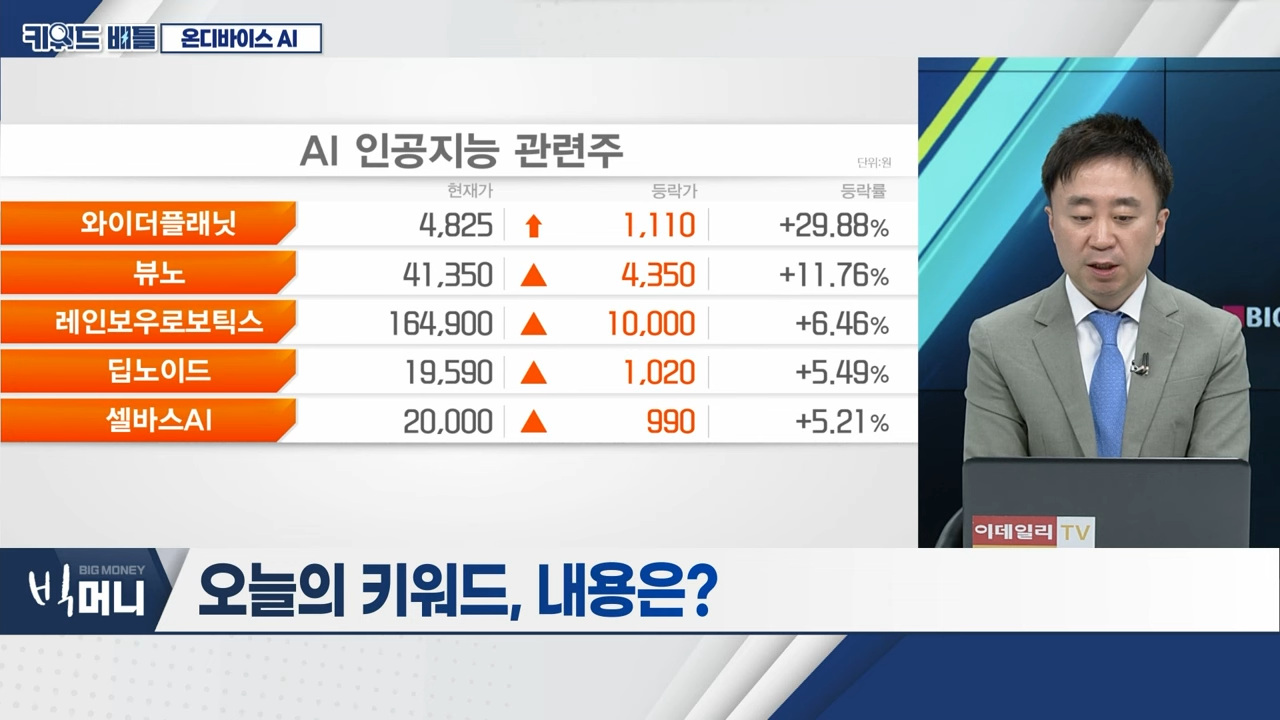 키워드 배틀 온디바이스 AI
AI 인공지능 관련주
단위:원
현재가 등락가 등락률
와이더플래닛 4,825 1,110 +29.88%
뷰노 41,350 4,350 +11.76%
레인보우로보틱스 164,900 10,000 +6.46%
딥노이드 19,590 1,020 +5.49%
셀바스AI 20,000 990 +5.21%
BIG
이데일리 TV
BIG MONEY
빅머니
오늘의 키워드, 내용은?